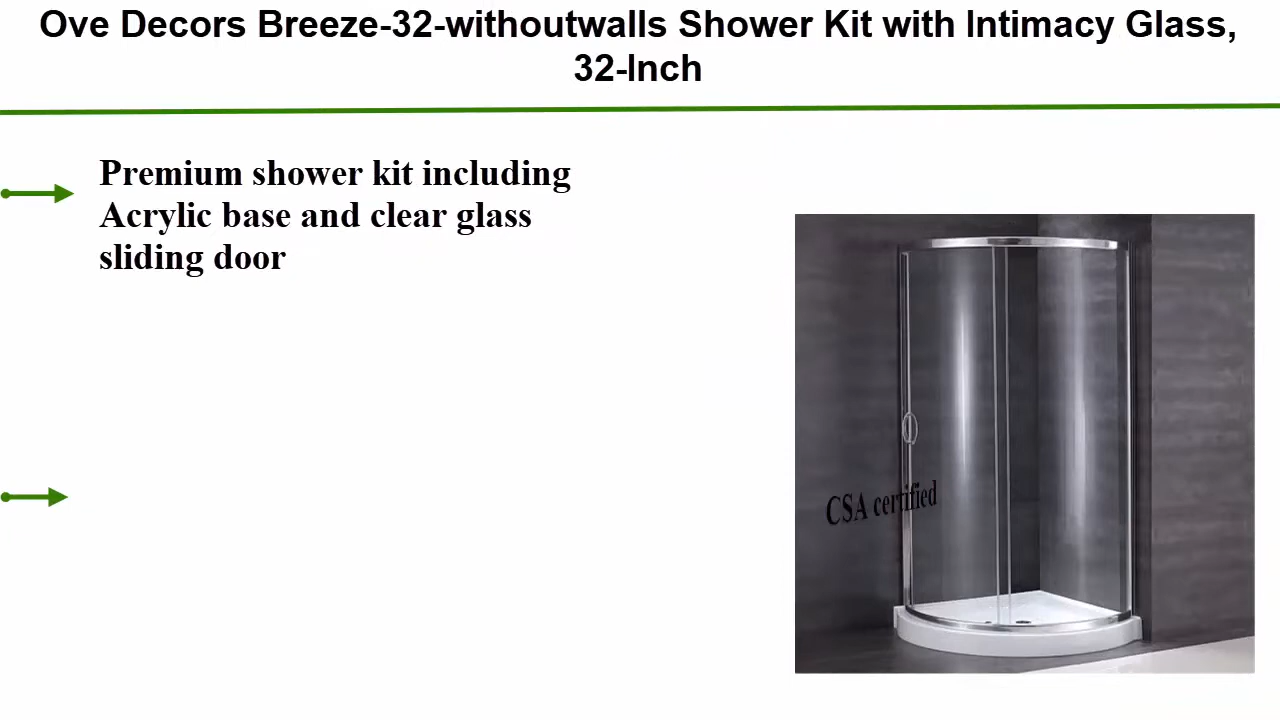 Ove Decors Breeze-32-withoutwalls Shower Kit with Intimacy Glass,
32-Inch
Premium shower kit including
Acrylic base and clear glass
sliding door
CSA certified